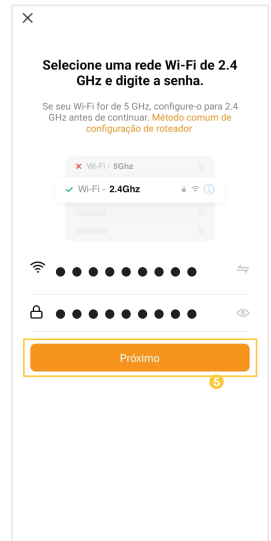 Selecione uma rede Wi-Fi de 2.4
GHz e digite a senha.
Se seu Wi-Fi for de 5 GHz, configure-o para 2.4
GHz antes de continuar. Método comum de
configuração de roteador
Wi-Fi - 5Ghz
Wi-Fi - 2.4Ghz
Próximo
5